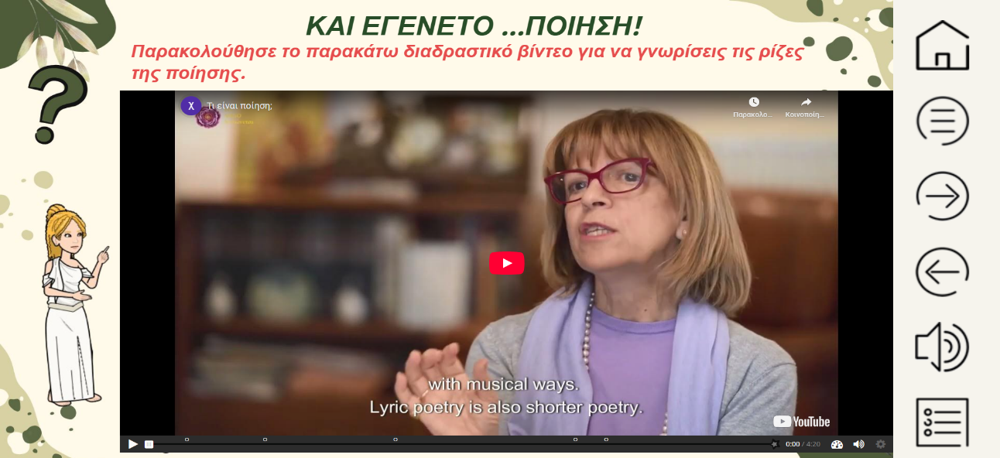 ΚΑΙ ΕΓΕΝΕΤΟ ...ΠΟΙΗΣΗ!
Παρακολούθησε το παρακάτω διαδραστικό βίντεο για να γνωρίσεις τις ρίζες
της ποίησης.
?
χ
Τι είναι ποίηση;
Παρακολο...
Κοινοποίη...
with musical ways.
Lyric poetry is also shorter poetry.
YouTube
0:00 / 4:20